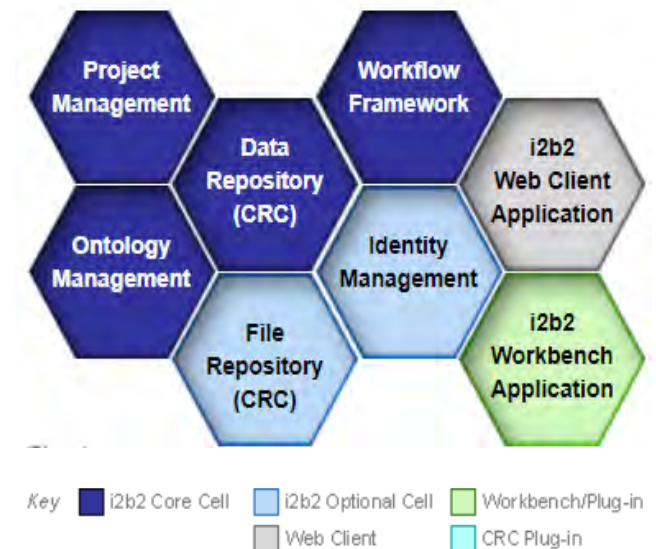 Project
Management
Workflow
Framework
Data
Repository
(CRC)
i2b2
Web Client
Application
Ontology
Management
Identity
Management
File
Repository
(CRC)
i2b2
Workbench
Application
Key
i2b2 Core Cell
i2b2 Optional Cell
Workbench/Plug-in
Web Client
CRC Plug-in